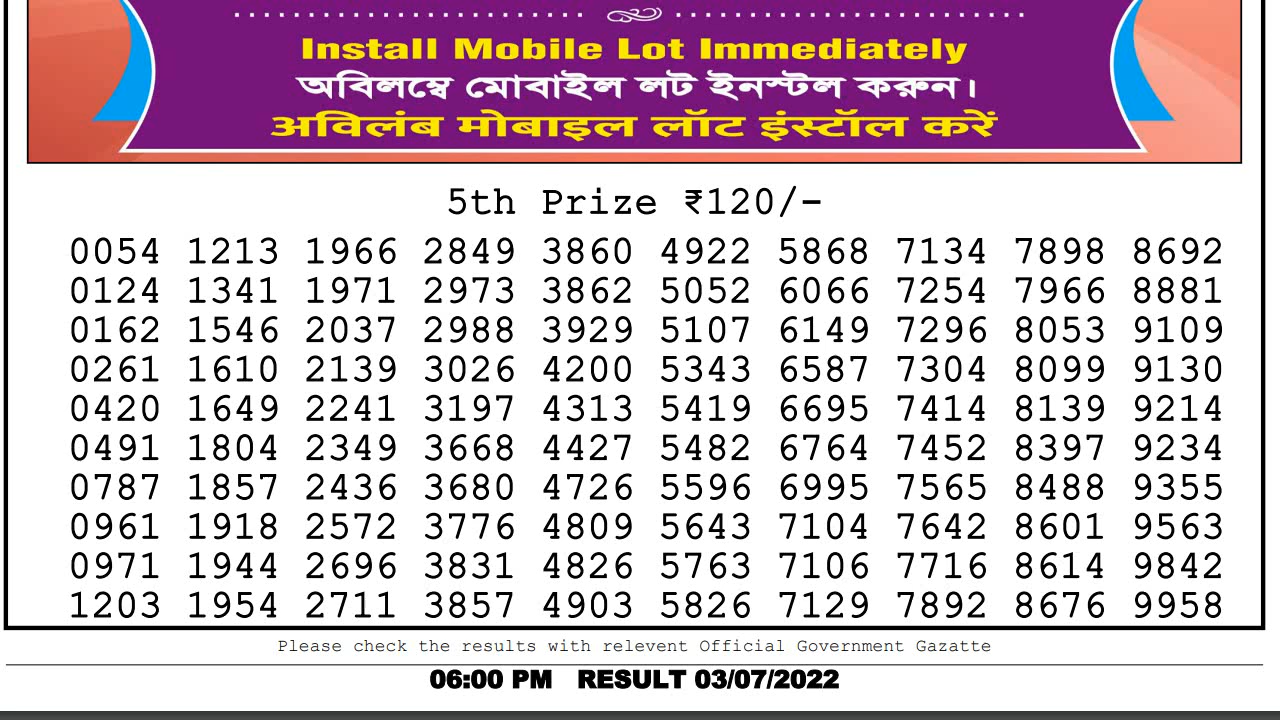 Install Mobile Lot Immediately
অবিলম্বে মোবাইল লট ইনস্টল করুন।
अविलंब मोबाइल लॉट इंस्टॉल करें
5th Prize ₹120/-
0054 1213 1966 2849 3860 4922 5868 7134 7898 8692
0124 1341 1971 2973 3862 5052 6066 7254 7966 8881
0162 1546 2037 2988 3929 5107 6149 7296 8053 9109
0261 1610 2139 3026 4200 5343 6587 7304 8099 9130
0420 1649 2241 3197 4313 5419 6695 7414 8139 9214
0491 1804 2349 3668 4427 5482 6764 7452 8397 9234
0787 1857 2436 3680 4726 5596 6995 7565 8488 9355
0961 1918 2572 3776 4809 5643 7104 7642 8601 9563
0971 1944 2696 3831 4826 5763 7106 7716 8614 9842
1203 1954 2711 3857 4903 5826 7129 7892 8676 9958
Please check the results with relevent Official Government Gazatte
06:00 PM RESULT 03/07/2022